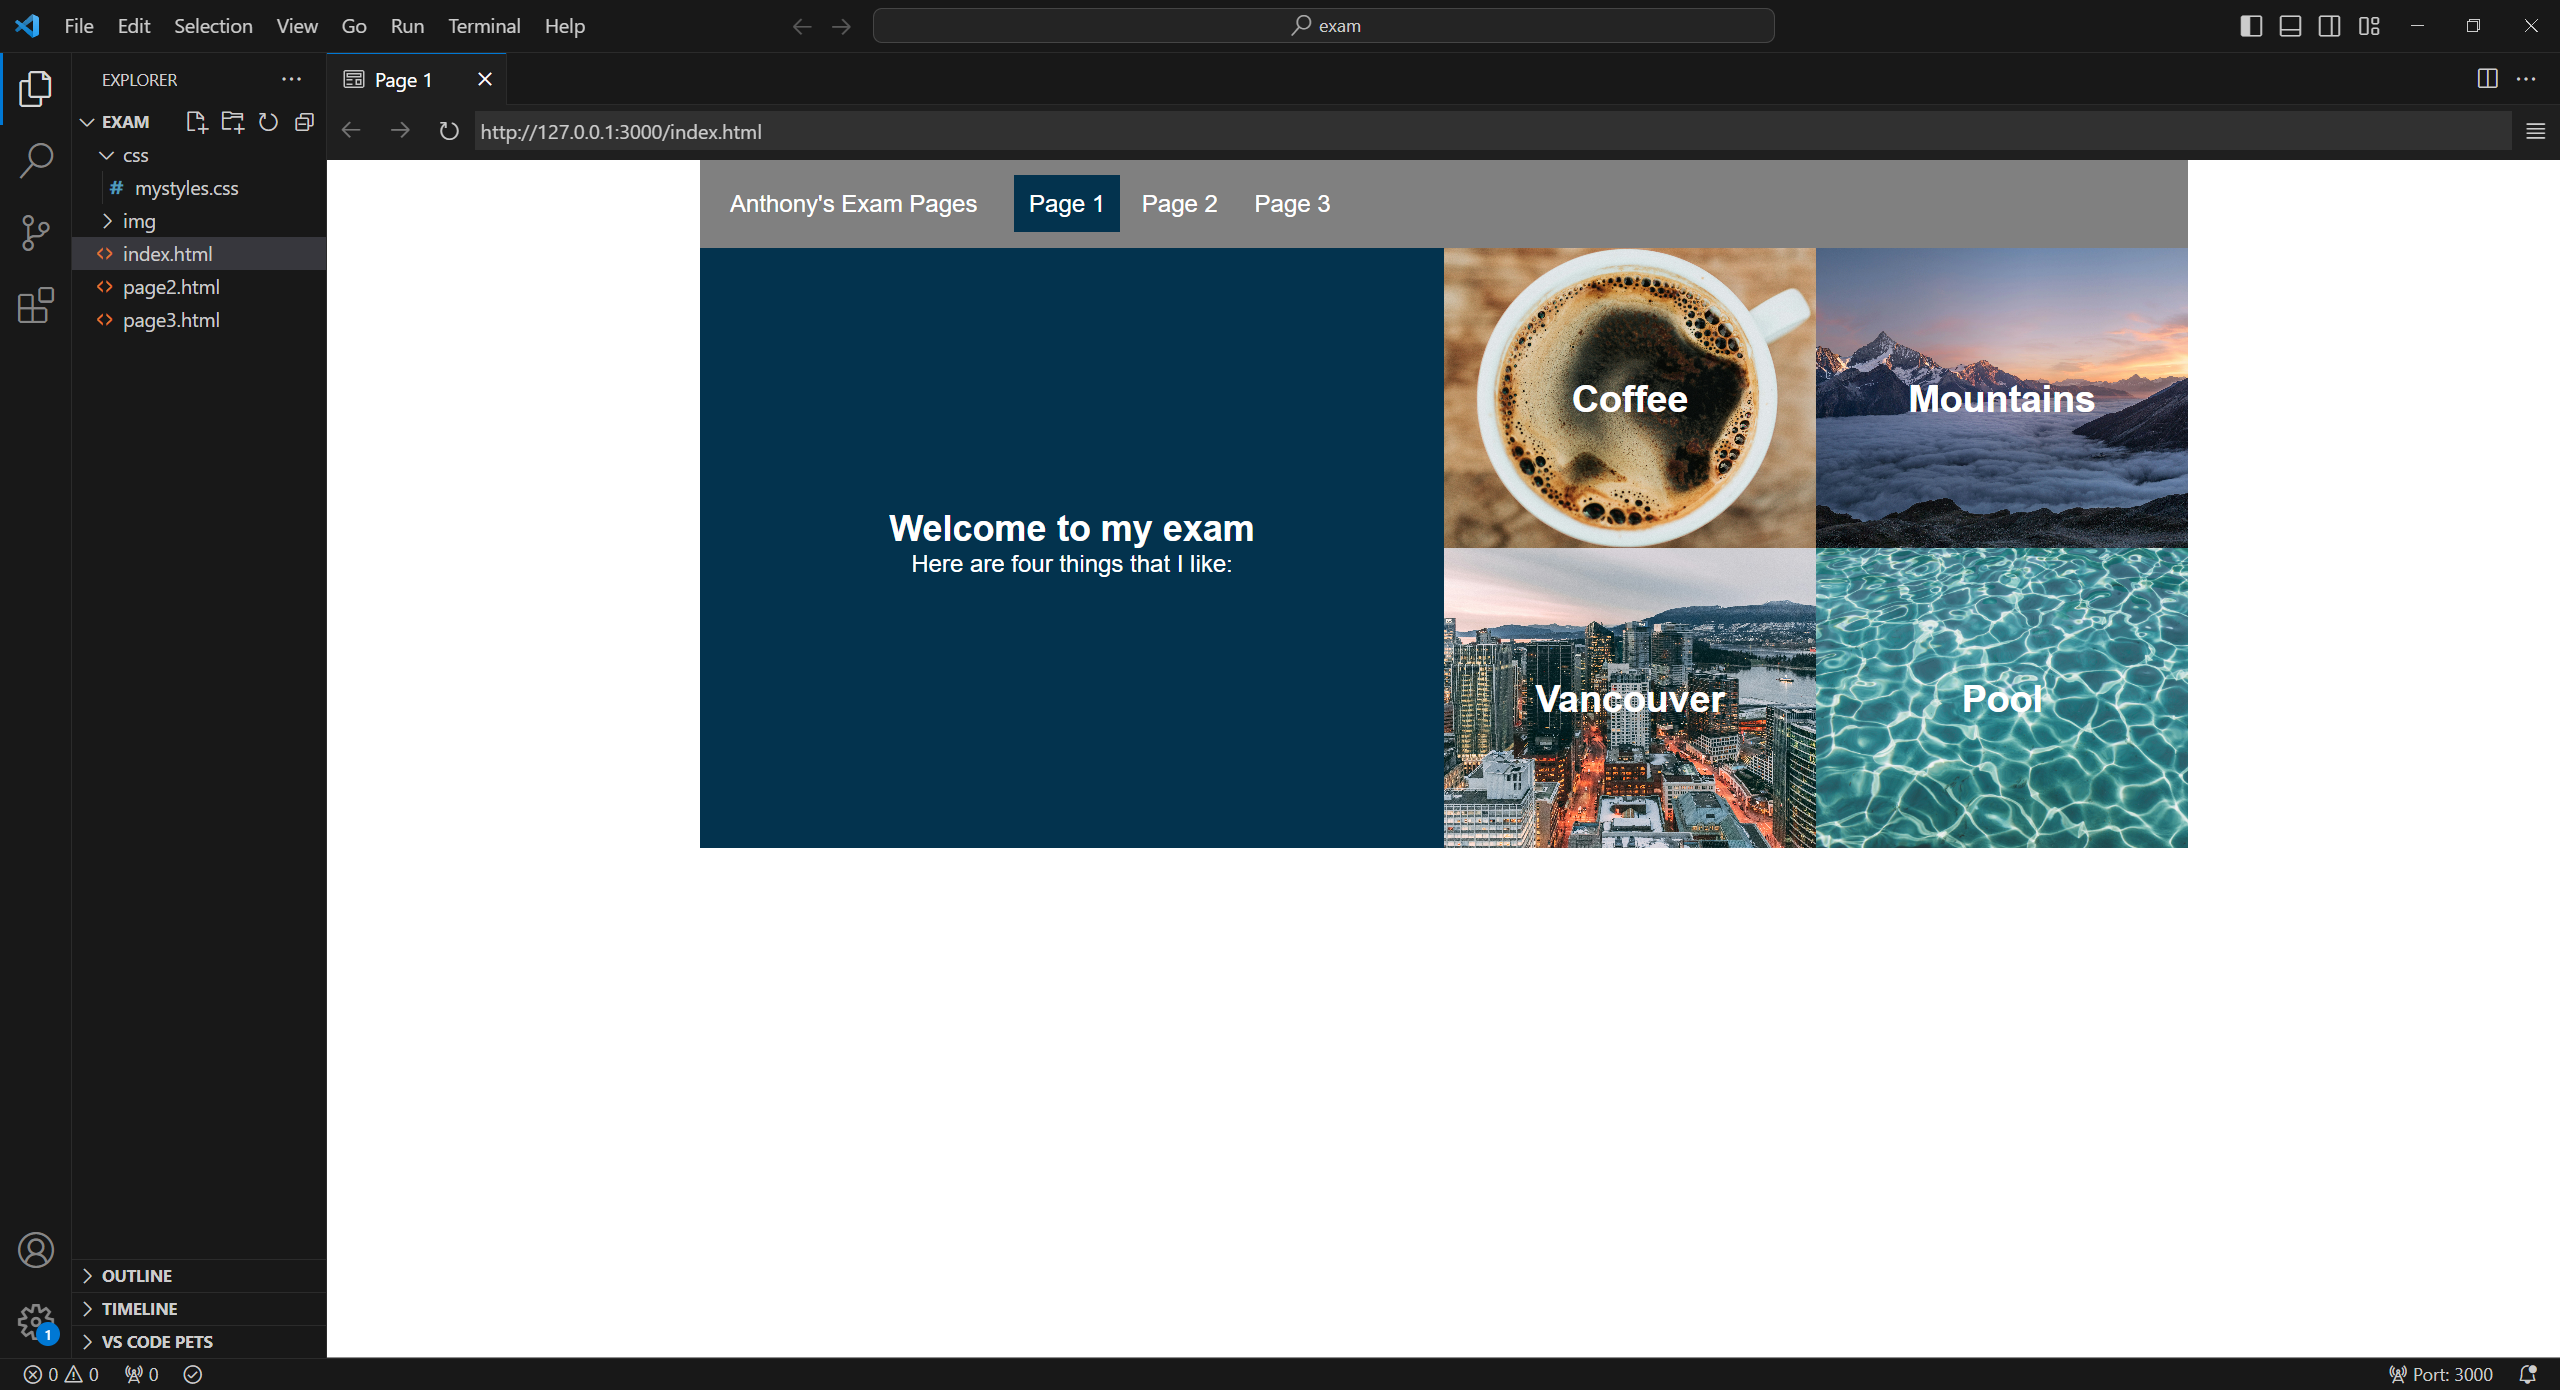 File Edit Selection View Go Run Terminal Help
exam
EXPLORER
Page 1
EXAM
http://127.0.0.1:3000/index.html
css
# mystyles.css
img
<> index.html
<> page2.html
<> page3.html
Anthony's Exam Pages Page 1 Page 2 Page 3
Welcome to my exam
Here are four things that I like:
Coffee
Mountains
Vancouver
Pool
OUTLINE
TIMELINE
VS CODE PETS
1
0 0 0
Port: 3000